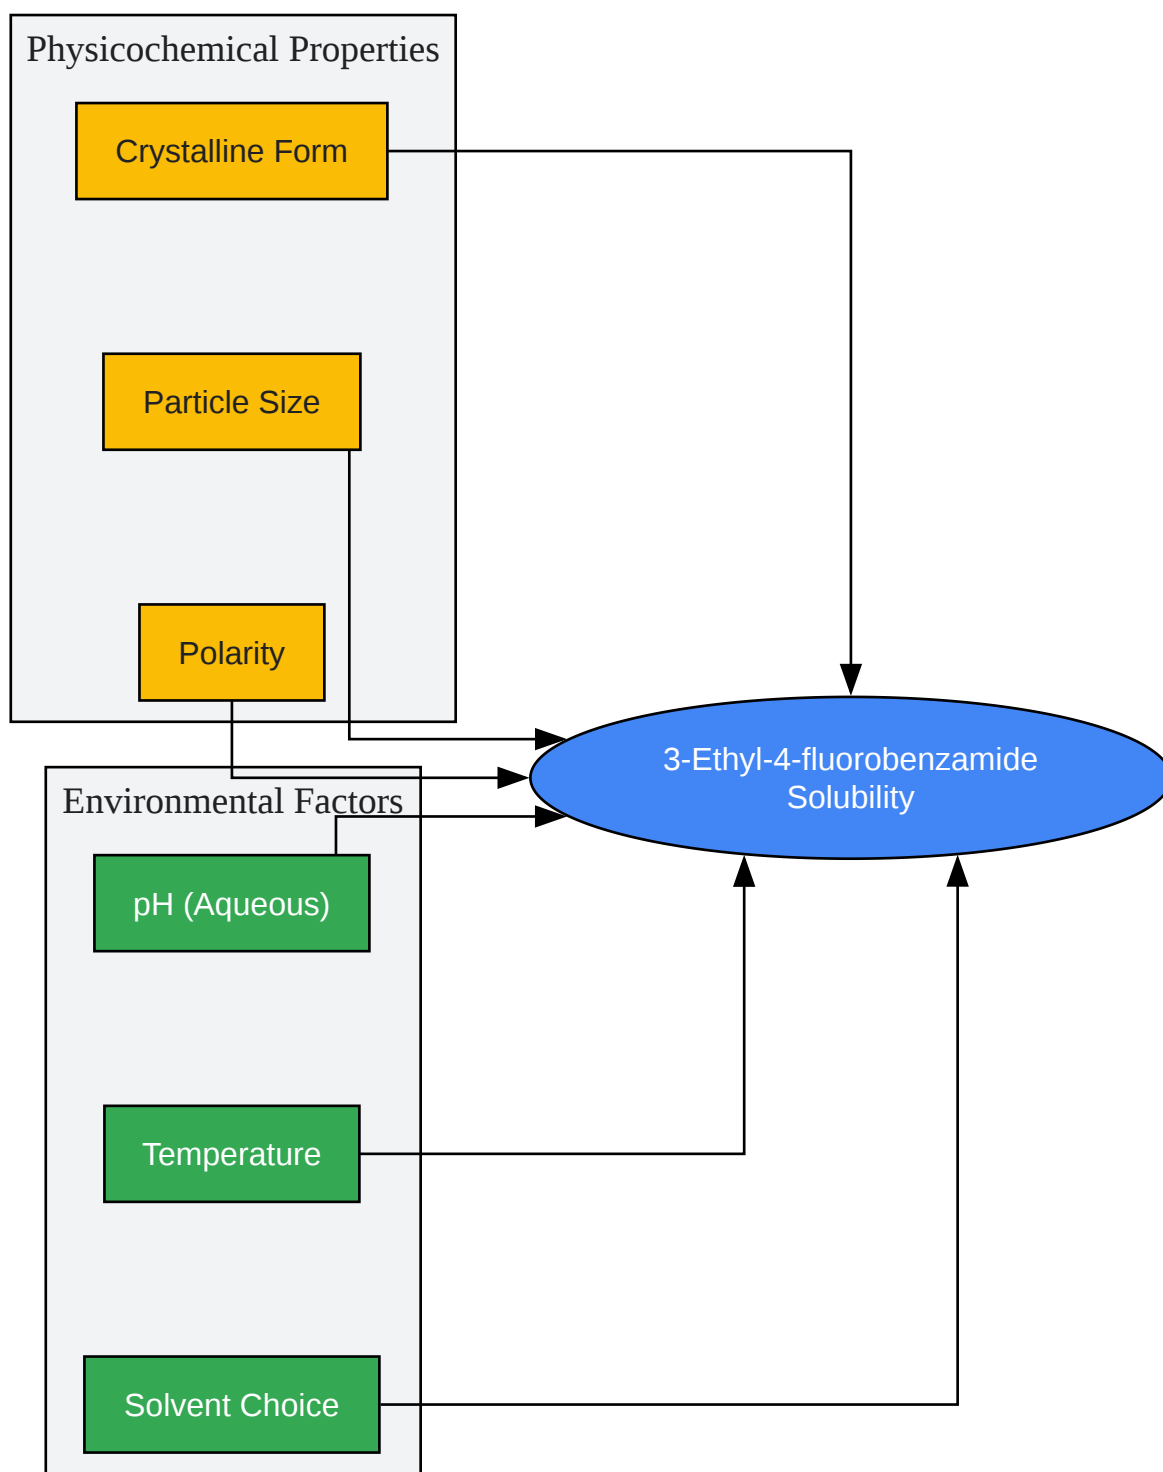 Physicochemical Properties
Crystalline Form
Particle Size
Polarity
3-Ethyl-4-fluorobenzamide
Solubility
Environmental Factors
pH (Aqueous)
Temperature
Solvent Choice